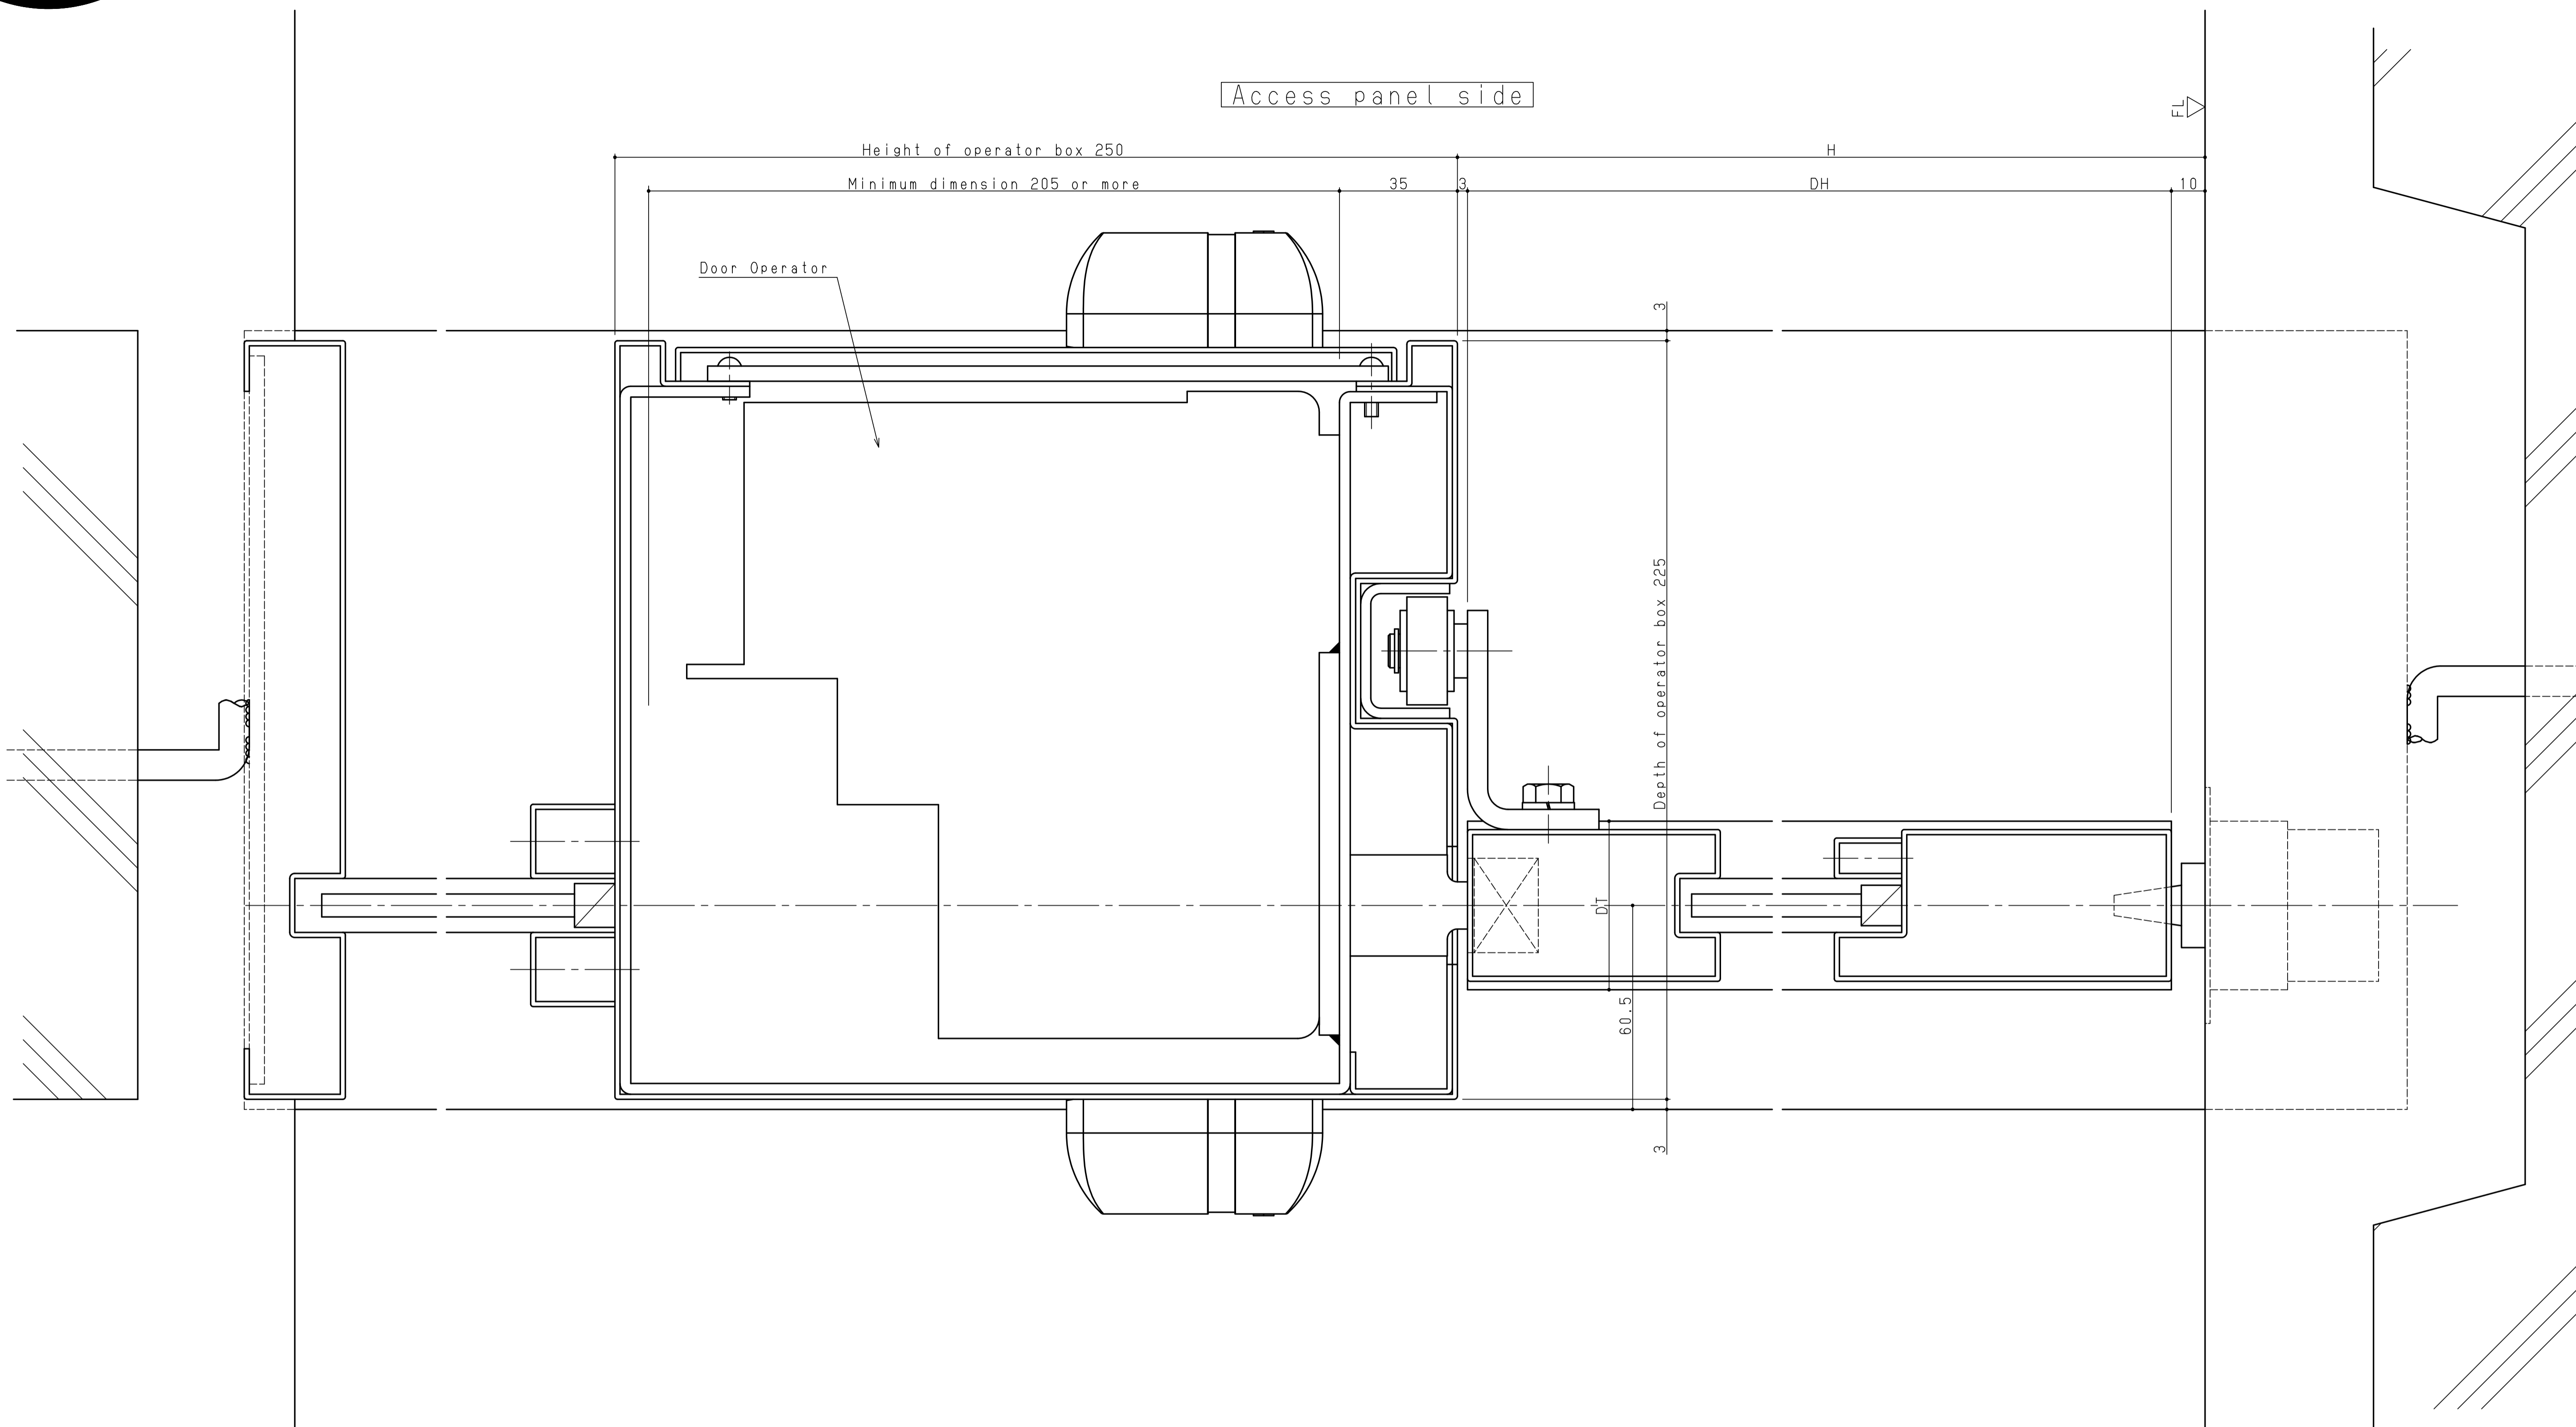 Access panel side
FL
Height of operator box 250
H
Minimum dimension 205 or more
35
3
DH
10
Door Operator
3
Depth of operator box 225
DT
60.5
3